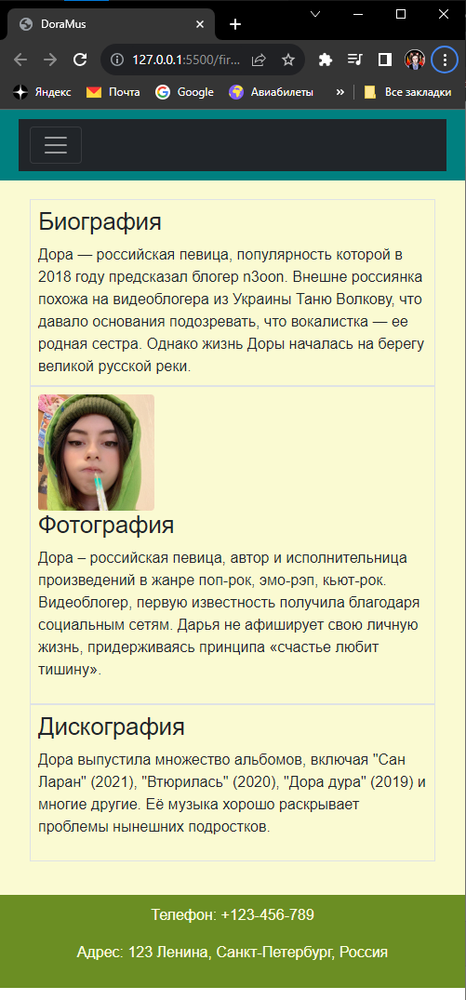 DoraMus
127.0.0.1:5500/fir...
Яндекс
Почта
Google
Авиабилеты
»
Все закладки
Биография
Дора — российская певица, популярность которой в
2018 году предсказал блогер n3oon. Внешне россиянка
похожа на видеоблогера из Украины Таню Волкову, что
давало основания подозревать, что вокалистка — ее
родная сестра. Однако жизнь Доры началась на берегу
великой русской реки.
Фотография
Дора – российская певица, автор и исполнительница
произведений в жанре поп-рок, эмо-рэп, кьют-рок.
Видеоблогер, первую известность получила благодаря
социальным сетям. Дарья не афиширует свою личную
жизнь, придерживаясь принципа «счастье любит
тишину».
Дискография
Дора выпустила множество альбомов, включая "Сан
Ларан" (2021), "Втюрилась" (2020), "Дора дура" (2019) и
многие другие. Её музыка хорошо раскрывает
проблемы нынешних подростков.
Телефон: +123-456-789
Адрес: 123 Ленина, Санкт-Петербург, Россия